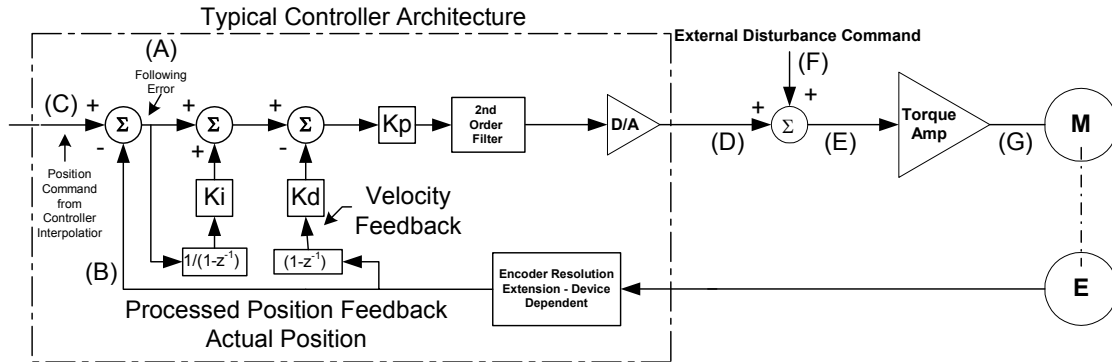 Typical Controller Architecture
(A)
Following
Error
(C)
+
-
Σ
+
+
Σ
+
-
Σ
Kp
2nd
Order
Filter
D/A
External Disturbance Command
(F)
+
+
Σ
(D)
(E)
Torque
Amp
(G)
M
Position
Command
from
Controller
Interpolatior
Ki
Kd
Velocity
Feedback
1/(1-z⁻¹)
(1-z⁻¹)
(B)
Encoder Resolution
Extension - Device
Dependent
E
Processed Position Feedback
Actual Position